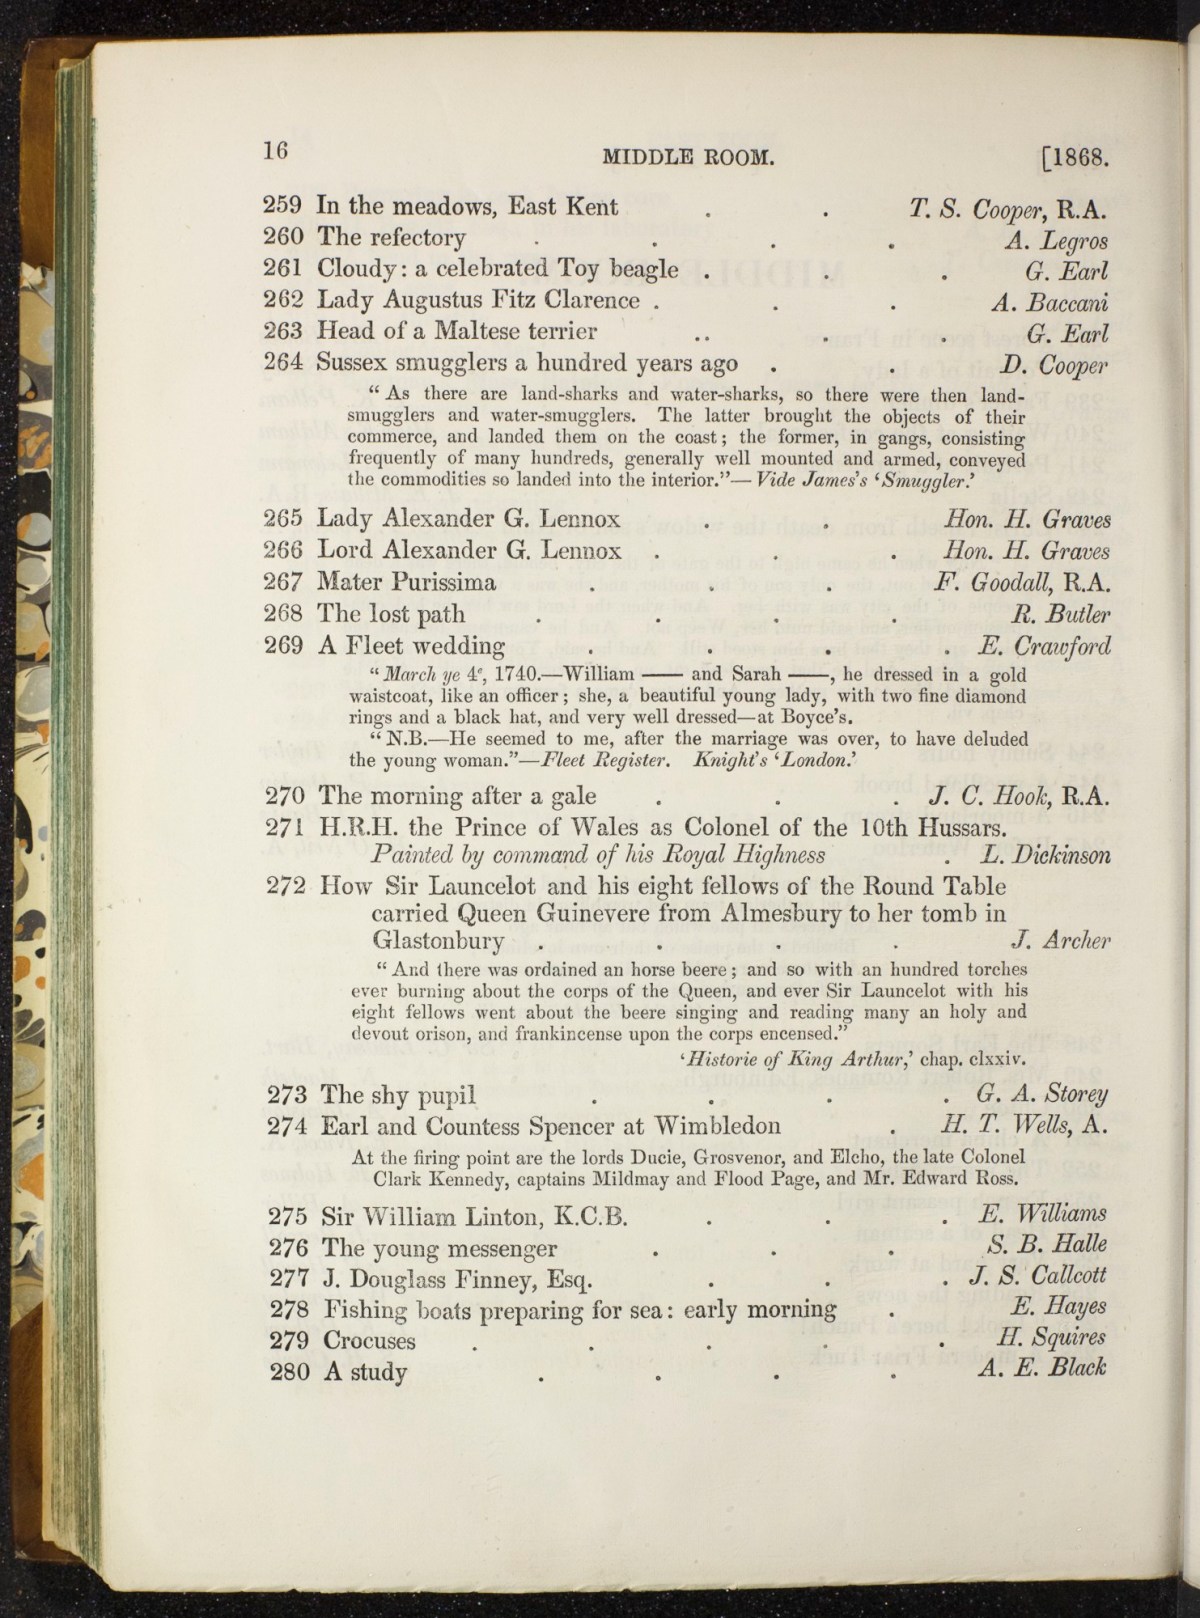 16 MIDDLE ROOM. [1868.
259 In the meadows, East Kent . . T. S. Cooper, R.A.
260 The refectory . . . . A. Legros
261 Cloudy: a celebrated Toy beagle . . . G. Earl
262 Lady Augustus Fitz Clarence . . . A. Baccani
263 Head of a Maltese terrier .. . . G. Earl
264 Sussex smugglers a hundred years ago . . D. Cooper
“As there are land-sharks and water-sharks, so there were then land-
smugglers and water-smugglers. The latter brought the objects of their
commerce, and landed them on the coast; the former, in gangs, consisting
frequently of many hundreds, generally well mounted and armed, conveyed
the commodities so landed into the interior.”—Vide James's ‘Smuggler.’
265 Lady Alexander G. Lennox . . Hon. H. Graves
266 Lord Alexander G. Lennox . . . Hon. H. Graves
267 Mater Purissima . . . F. Goodall, R.A.
268 The lost path . . . . R. Butler
269 A Fleet wedding . . . . E. Crawford
“March ye 4e, 1740.—William —— and Sarah ——, he dressed in a gold
waistcoat, like an officer; she, a beautiful young lady, with two fine diamond
rings and a black hat, and very well dressed—at Boyce's.
“N.B.—He seemed to me, after the marriage was over, to have deluded
the young woman.”—Fleet Register. Knight's ‘London.’
270 The morning after a gale . . . J. C. Hook, R.A.
271 H.R.H. the Prince of Wales as Colonel of the 10th Hussars.
Painted by command of his Royal Highness . L. Dickinson
272 How Sir Launcelot and his eight fellows of the Round Table
carried Queen Guinevere from Almesbury to her tomb in
Glastonbury . . . . J. Archer
“And there was ordained an horse beere; and so with an hundred torches
ever burning about the corps of the Queen, and ever Sir Launcelot with his
eight fellows went about the beere singing and reading many an holy and
devout orison, and frankincense upon the corps encensed.”
‘Historie of King Arthur,’ chap. clxxiv.
273 The shy pupil . . . . G. A. Storey
274 Earl and Countess Spencer at Wimbledon . H. T. Wells, A.
At the firing point are the lords Ducie, Grosvenor, and Elcho, the late Colonel
Clark Kennedy, captains Mildmay and Flood Page, and Mr. Edward Ross.
275 Sir William Linton, K.C.B. . . . E. Williams
276 The young messenger . . . S. B. Halle
277 J. Douglass Finney, Esq. . . . J. S. Callcott
278 Fishing boats preparing for sea: early morning . E. Hayes
279 Crocuses . . . . . H. Squires
280 A study . . . . A. E. Black